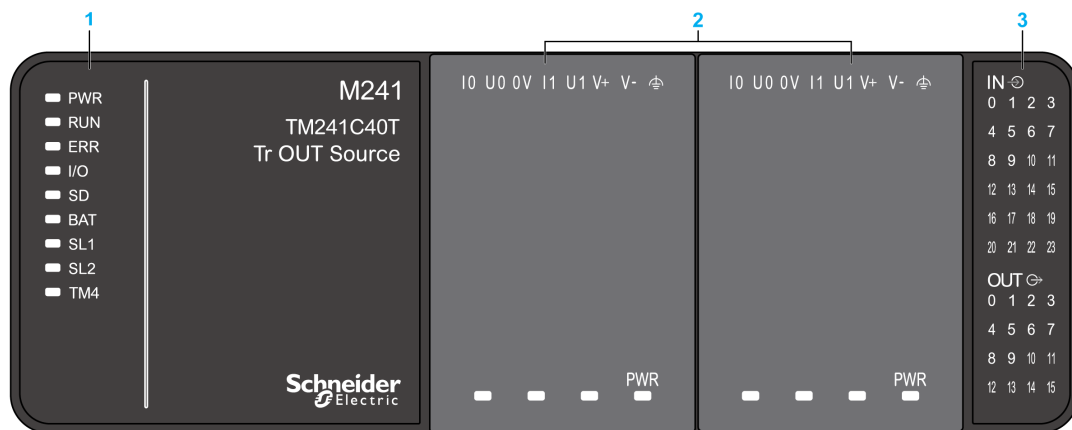 1
2
3
PWR
RUN
ERR
I/O
SD
BAT
SL1
SL2
TM4
M241
TM241C40T
Tr OUT Source
Schneider
Electric
I0 U0 0V I1 U1 V+ V-
PWR
I0 U0 0V I1 U1 V+ V-
PWR
IN
0 1 2 3
4 5 6 7
8 9 10 11
12 13 14 15
16 17 18 19
20 21 22 23
OUT
0 1 2 3
4 5 6 7
8 9 10 11
12 13 14 15